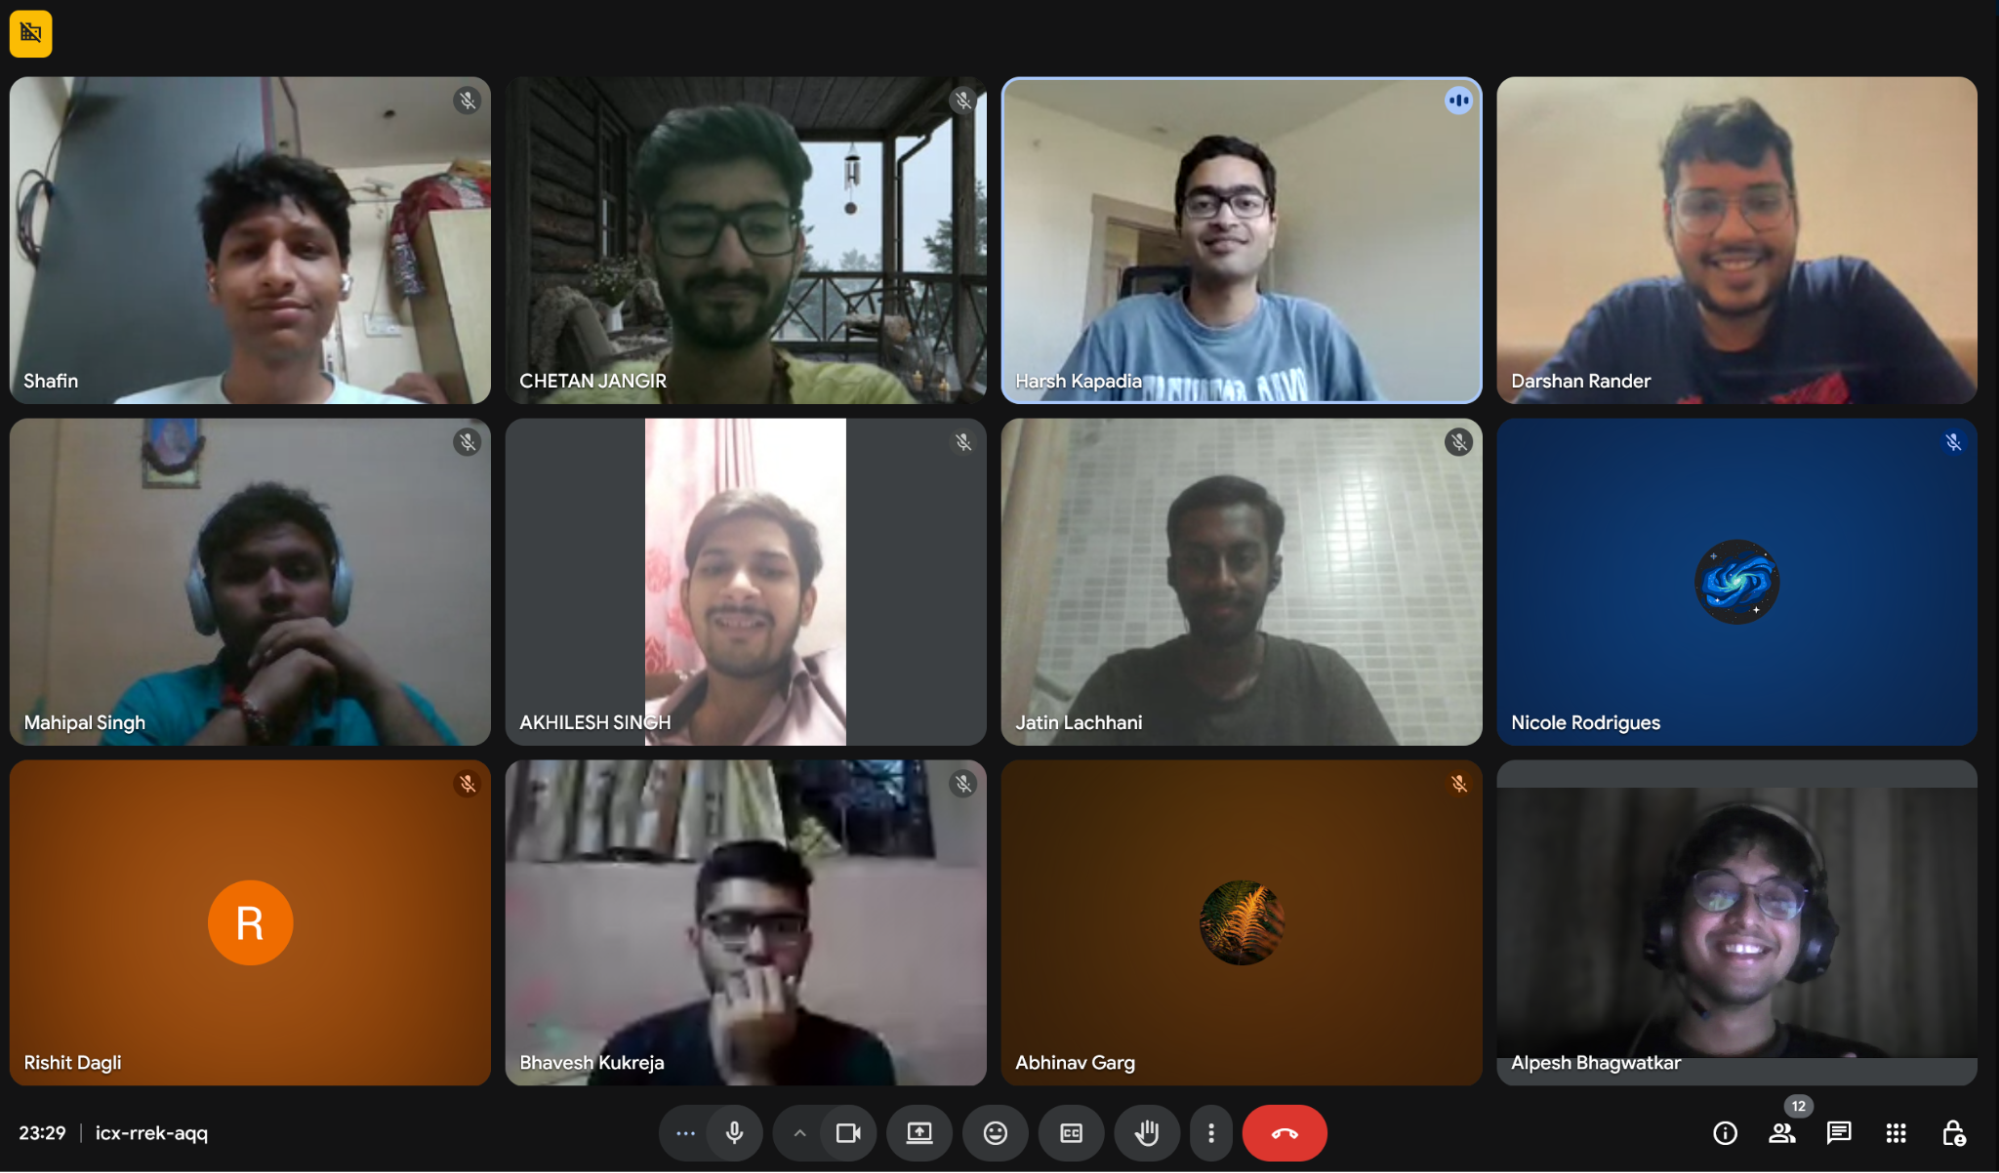 Shafin
CHETAN JANGIR
Harsh Kapadia
Darshan Rander
Mahipal Singh
AKHILESH SINGH
Jatin Lachhani
Nicole Rodrigues
R
Rishit Dagli
Bhavesh Kukreja
Abhinav Garg
Alpesh Bhagwatkar
12
23:29 | icx-rrek-aqq
CC